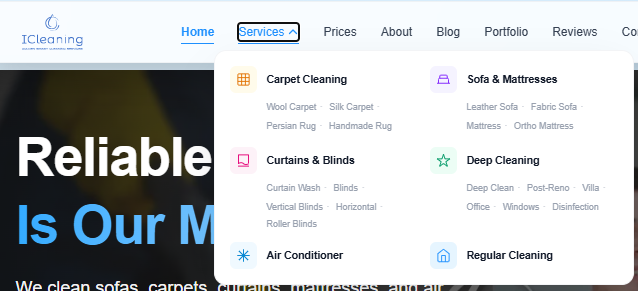 ICleaning
Home Services Prices About Blog Portfolio Reviews Co
Carpet Cleaning
Wool Carpet · Silk Carpet ·
Persian Rug · Handmade Rug
Sofa & Mattresses
Leather Sofa · Fabric Sofa ·
Mattress · Ortho Mattress
Curtains & Blinds
Curtain Wash · Blinds ·
Vertical Blinds · Horizontal ·
Roller Blinds
Deep Cleaning
Deep Clean · Post-Reno · Villa ·
Office · Windows · Disinfection
Air Conditioner
Regular Cleaning
Reliable
Is Our M
We clean sofas, carpets, curtains, mattresses, and air